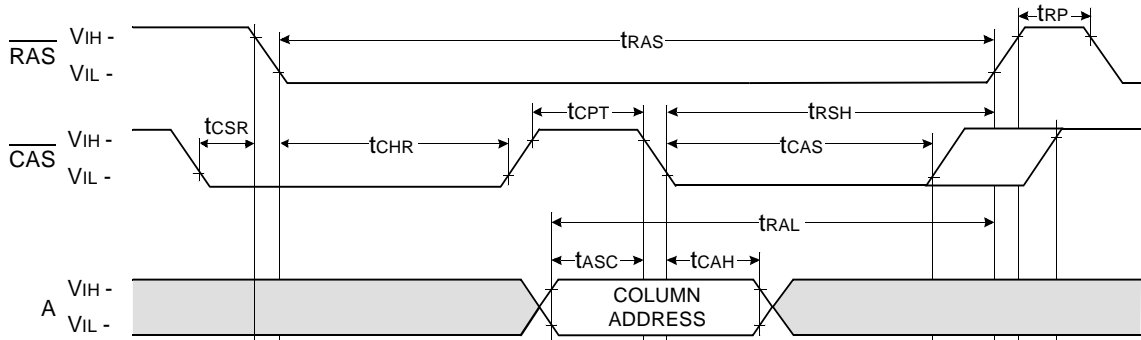 tRP
VIH -
RAS
tRAS
VIL -
tCSR
tCPT
tRSH
VIH -
CAS
tCHR
tCAS
VIL -
tRAL
tASC
tCAH
VIH -
A
COLUMN
ADDRESS
VIL -